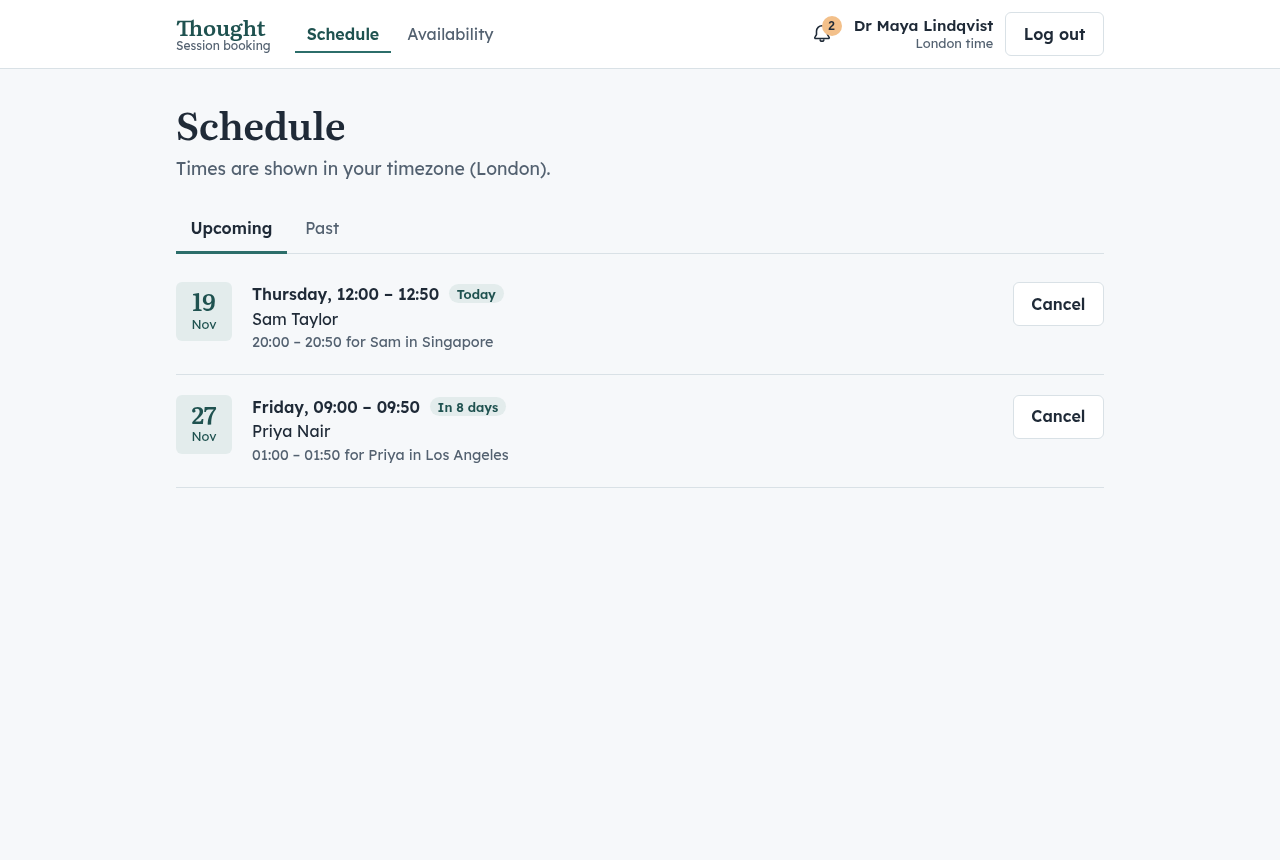 Thought
Session booking
Schedule
Availability
2
Dr Maya Lindqvist
London time
Log out
Schedule
Times are shown in your timezone (London).
Upcoming
Past
19
Nov
Thursday, 12:00 – 12:50
Today
Sam Taylor
20:00 – 20:50 for Sam in Singapore
Cancel
27
Nov
Friday, 09:00 – 09:50
In 8 days
Priya Nair
01:00 – 01:50 for Priya in Los Angeles
Cancel